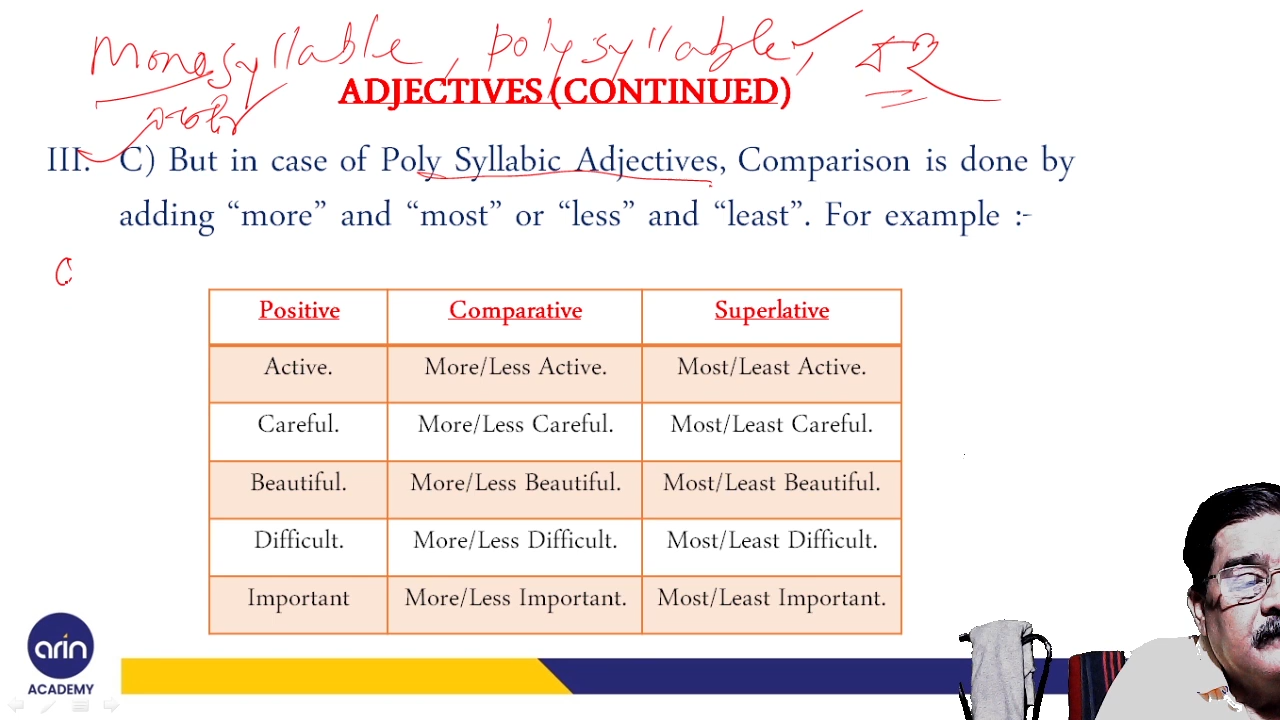 Monosyllable, polysyllable,
ADJECTIVES (CONTINUED)
III. C) But in case of Poly Syllabic Adjectives, Comparison is done by
adding “more” and “most” or “less” and “least”. For example :-
Positive Comparative Superlative
Active. More/Less Active. Most/Least Active.
Careful. More/Less Careful. Most/Least Careful.
Beautiful. More/Less Beautiful. Most/Least Beautiful.
Difficult. More/Less Difficult. Most/Least Difficult.
Important More/Less Important. Most/Least Important.
arin
ACADEMY